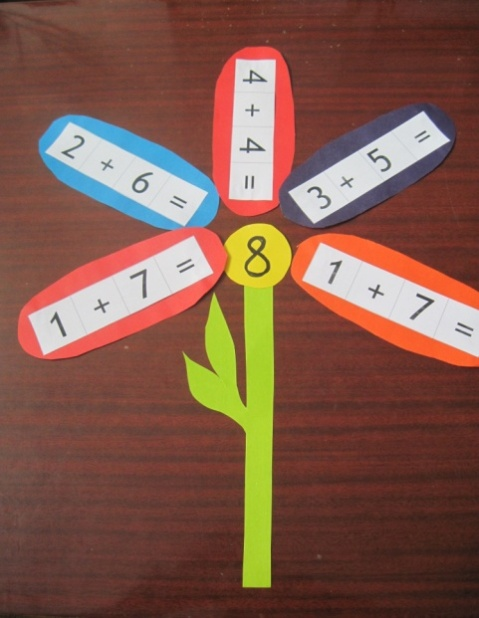 4 + 4 =
2 + 6 =
3 + 5 =
1 + 7 =
8
1 + 7 =